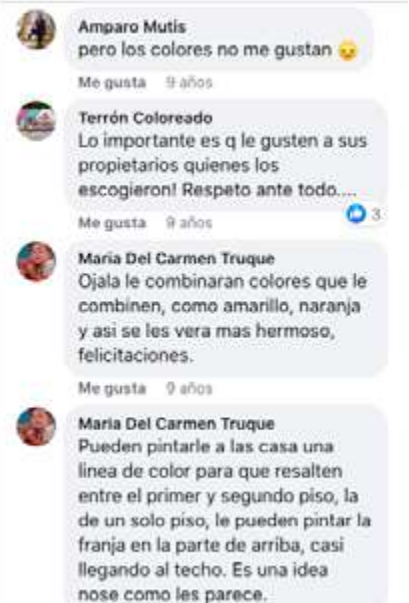 Amparo Mutis
pero los colores no me gustan 😞
Me gusta 9 años
Terrón Coloreado
Lo importante es q le gusten a sus
propietarios quienes los
escogieron! Respeto ante todo....
Me gusta 9 años
3
Maria Del Carmen Truque
Ojala le combinaran colores que le
combinen, como amarillo, naranja
y asi se les vera mas hermoso,
felicitaciones.
Me gusta 9 años
Maria Del Carmen Truque
Pueden pintarle a las casa una
linea de color para que resalten
entre el primer y segundo piso, la
de un solo piso, le pueden pintar la
franja en la parte de arriba, casi
llegando al techo. Es una idea
nose como les parece.